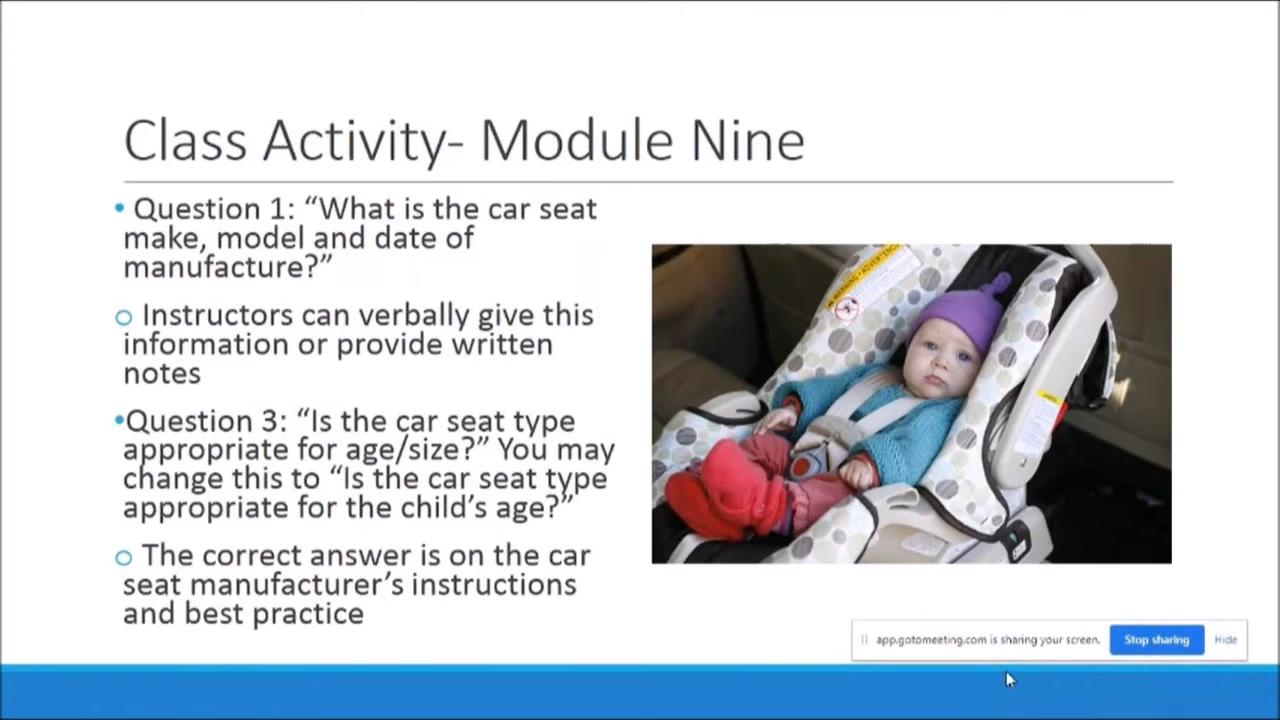 Class Activity- Module Nine
• Question 1: “What is the car seat
make, model and date of
manufacture?”
o Instructors can verbally give this
information or provide written
notes
•Question 3: “Is the car seat type
appropriate for age/size?” You may
change this to “Is the car seat type
appropriate for the child’s age?”
o The correct answer is on the car
seat manufacturer’s instructions
and best practice
WARNING
app.gotomeeting.com is sharing your screen.
Stop sharing
Hide